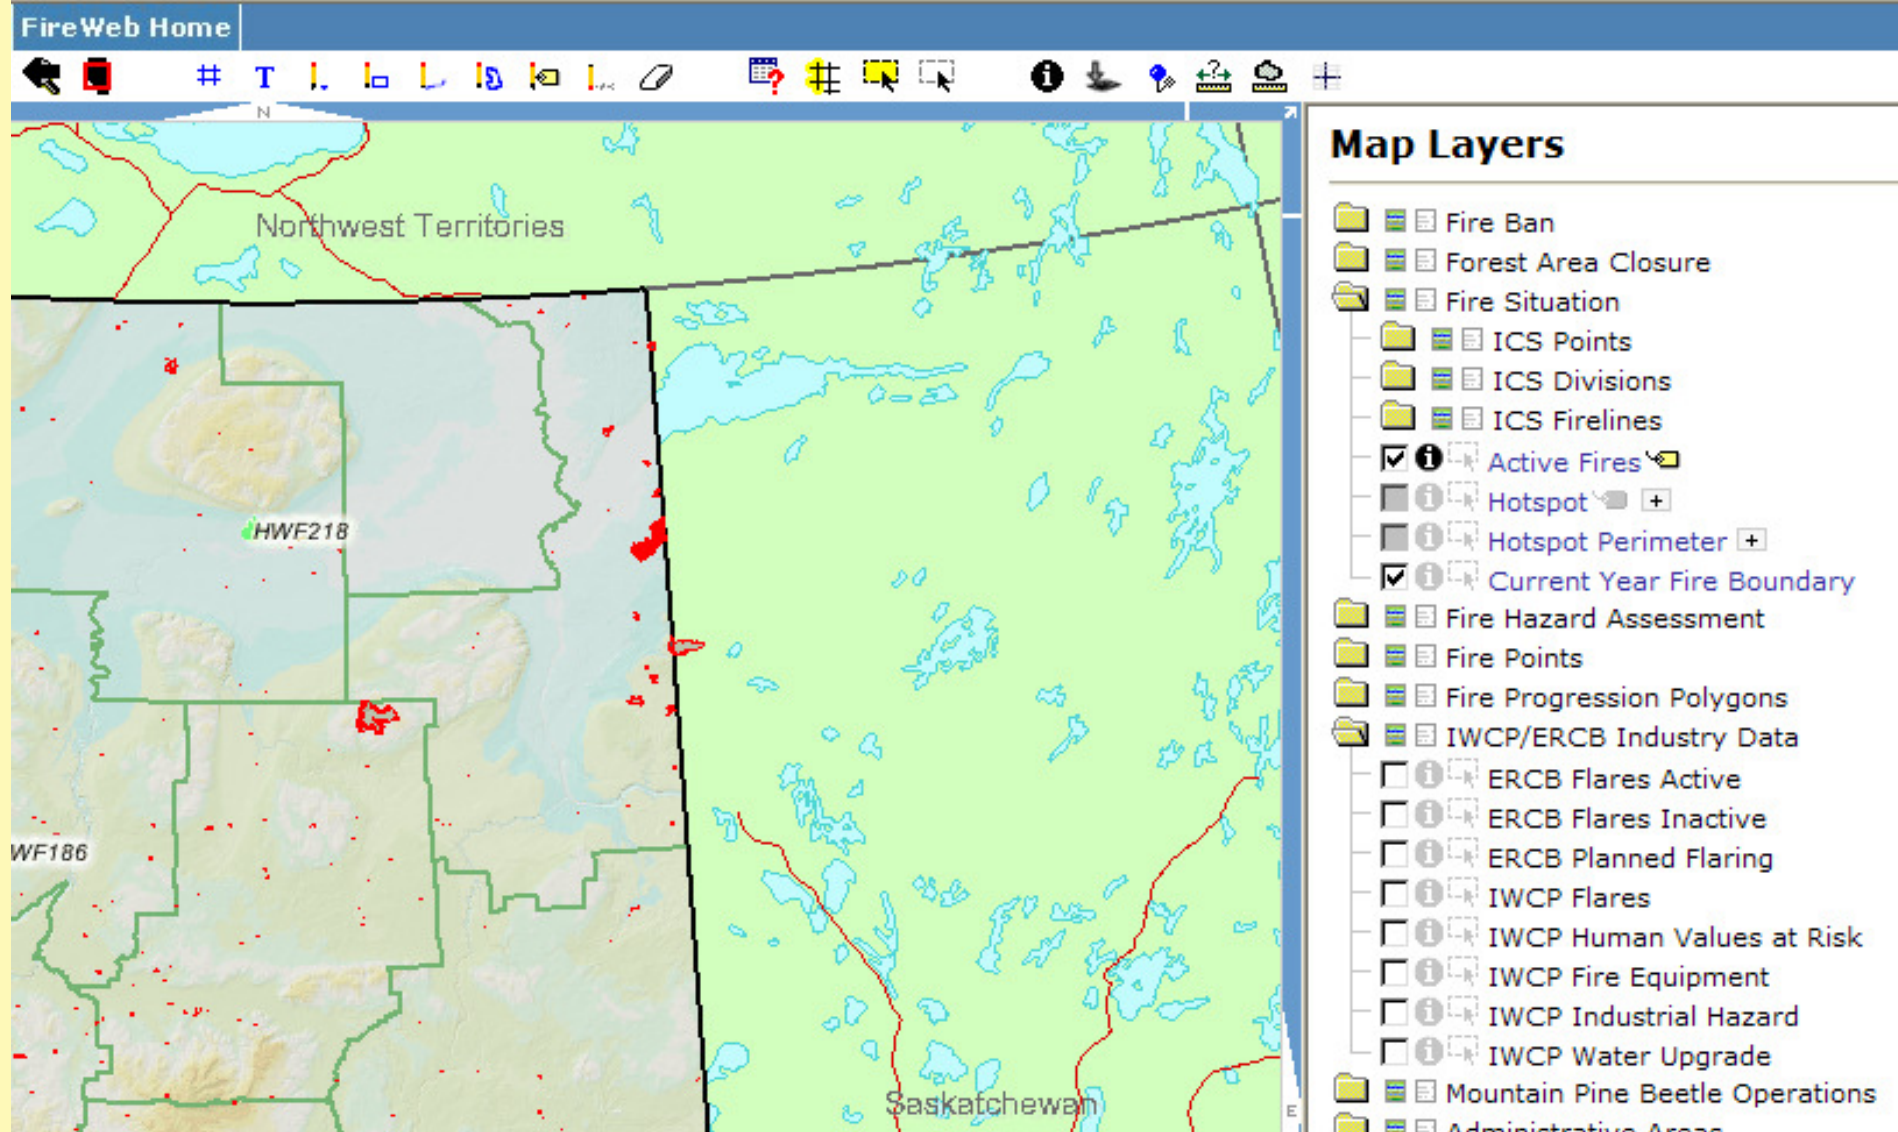 FireWeb Home
T
N
Northwest Territories
HWF218
WF186
Saskatchewan
E
Map Layers
Fire Ban
Forest Area Closure
Fire Situation
ICS Points
ICS Divisions
ICS Firelines
Active Fires
Hotspot
Hotspot Perimeter
Current Year Fire Boundary
Fire Hazard Assessment
Fire Points
Fire Progression Polygons
IWCP/ERCB Industry Data
ERCB Flares Active
ERCB Flares Inactive
ERCB Planned Flaring
IWCP Flares
IWCP Human Values at Risk
IWCP Fire Equipment
IWCP Industrial Hazard
IWCP Water Upgrade
Mountain Pine Beetle Operations
Administrative Areas